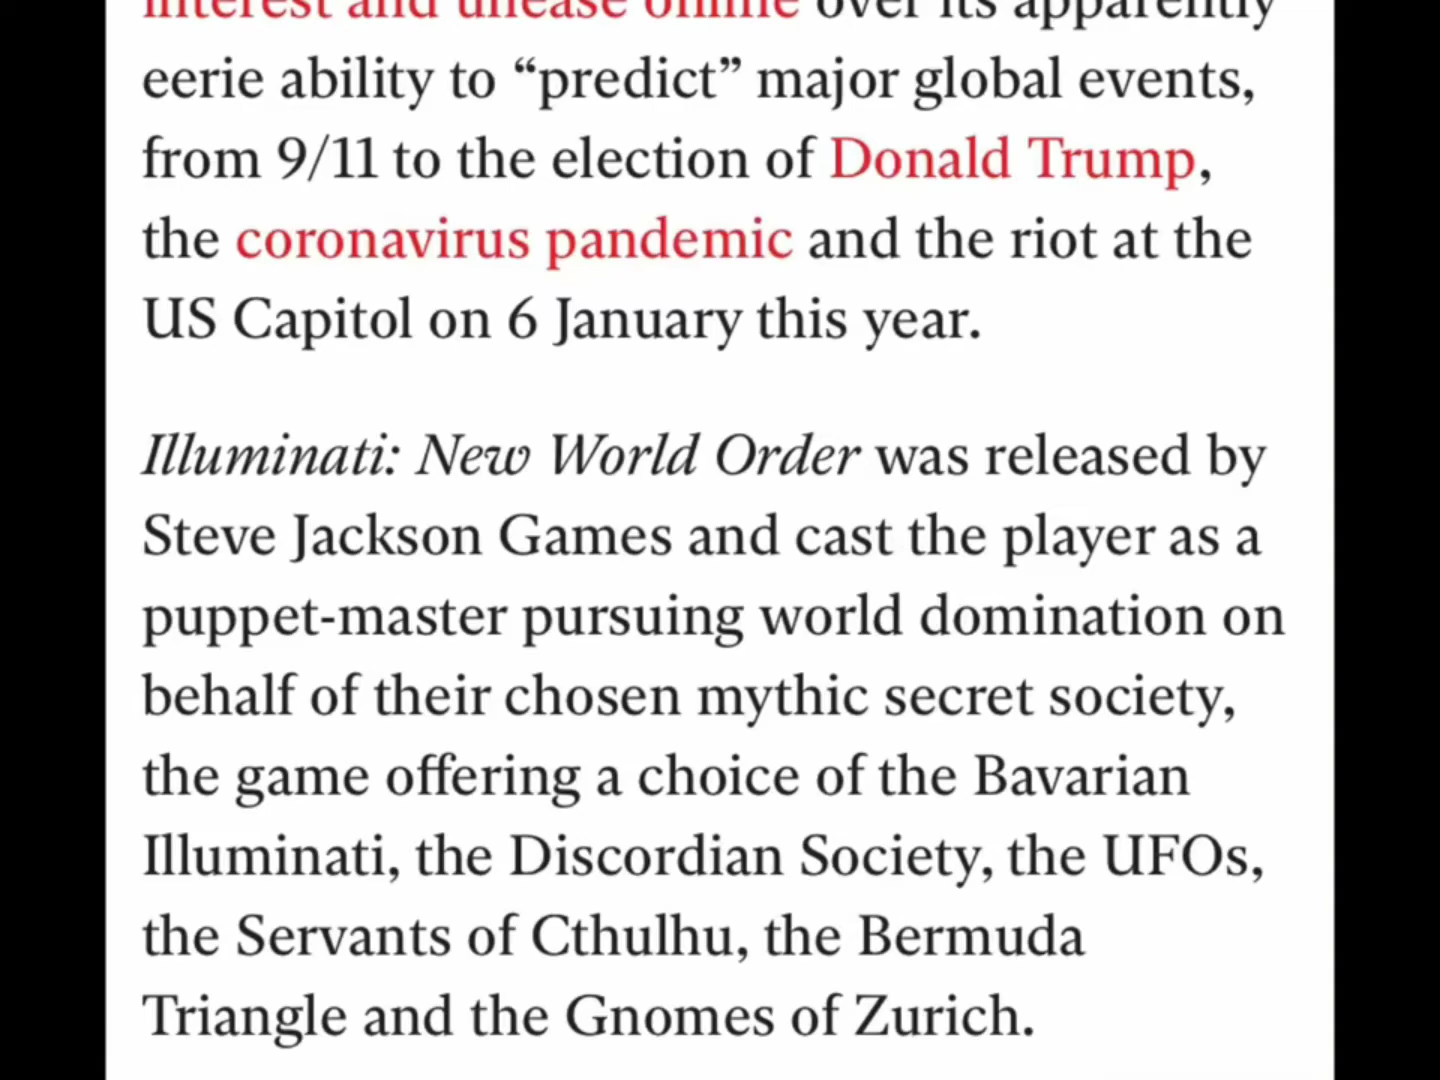 interest and unease online over its apparently
eerie ability to “predict” major global events,
from 9/11 to the election of Donald Trump,
the coronavirus pandemic and the riot at the
US Capitol on 6 January this year.
Illuminati: New World Order was released by
Steve Jackson Games and cast the player as a
puppet-master pursuing world domination on
behalf of their chosen mythic secret society,
the game offering a choice of the Bavarian
Illuminati, the Discordian Society, the UFOs,
the Servants of Cthulhu, the Bermuda
Triangle and the Gnomes of Zurich.